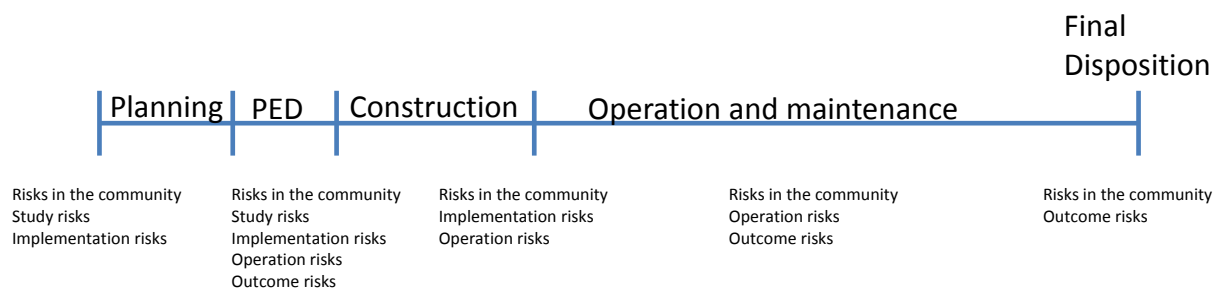 Final
Disposition
Planning
PED
Construction
Operation and maintenance
Risks in the community
Study risks
Implementation risks
Risks in the community
Study risks
Implementation risks
Operation risks
Outcome risks
Risks in the community
Implementation risks
Operation risks
Risks in the community
Operation risks
Outcome risks
Risks in the community
Outcome risks